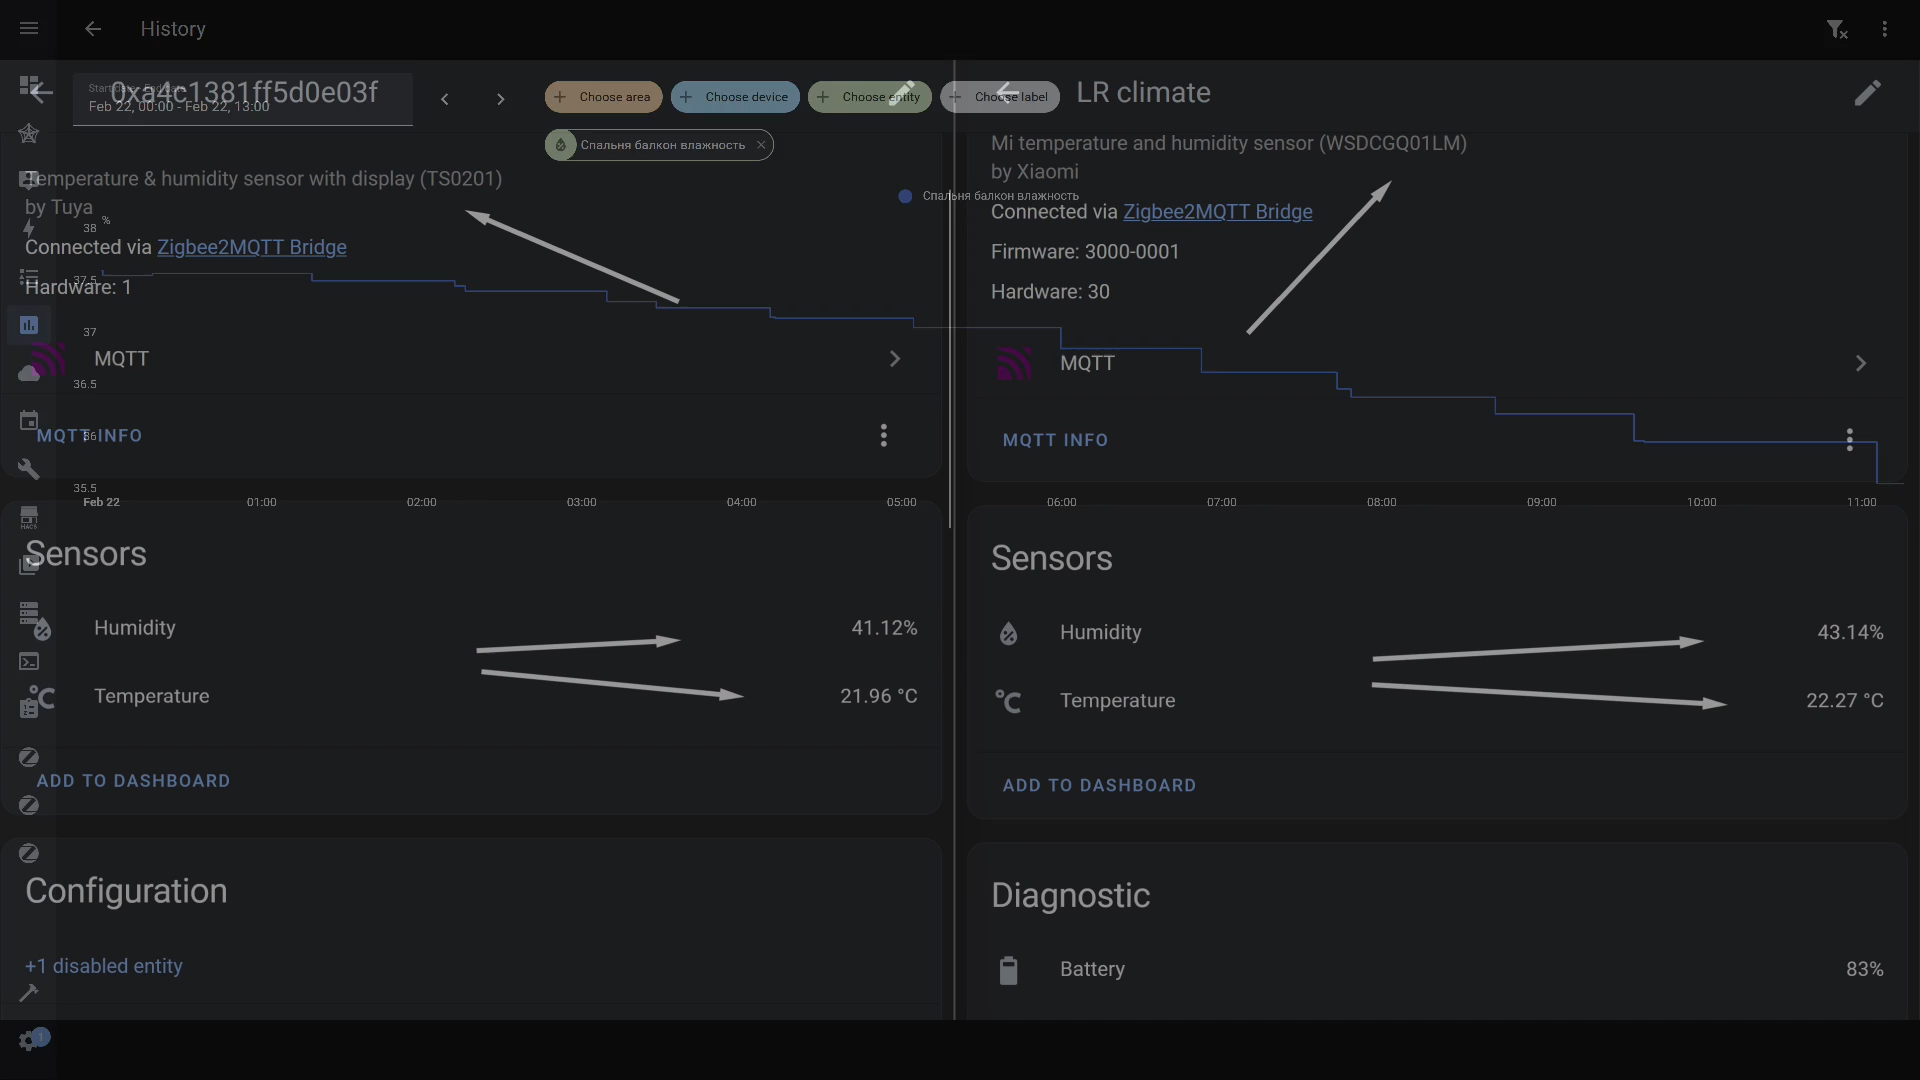 History
0xa4c1381ff5d0e03f
Feb 22, 00:00 - Feb 22, 13:00
Choose area
Choose device
Choose entity
Choose label
LR climate
Спальня балкон влажность
Temperature & humidity sensor with display (TS0201)
by Tuya
Connected via Zigbee2MQTT Bridge
Hardware: 1
MQTT
MQTT INFO
Sensors
Humidity
41.12%
Temperature
21.96 °C
ADD TO DASHBOARD
Configuration
+1 disabled entity
Mi temperature and humidity sensor (WSDCGQ01LM)
by Xiaomi
Спальня балкон влажность
Connected via Zigbee2MQTT Bridge
Firmware: 3000-0001
Hardware: 30
MQTT
MQTT INFO
Sensors
Humidity
43.14%
Temperature
22.27 °C
ADD TO DASHBOARD
Diagnostic
Battery
83%
%
38
37.5
37
36.5
36
35.5
Feb 22
01:00
02:00
03:00
04:00
05:00
06:00
07:00
08:00
09:00
10:00
11:00
HACS
1